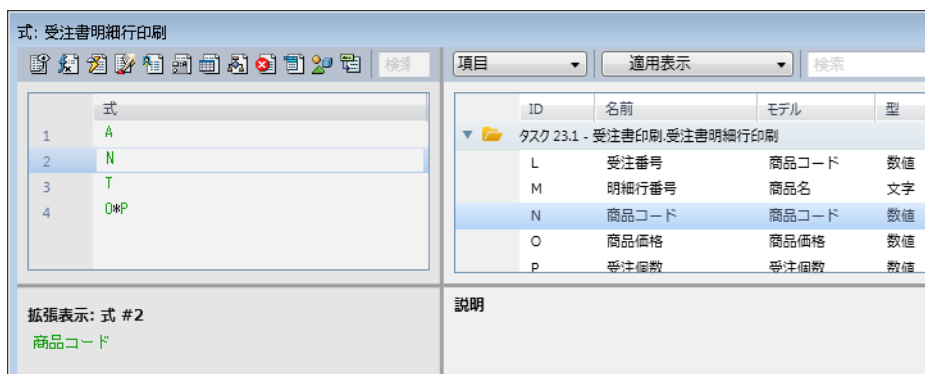 式: 受注書明細行印刷
検索
項目 適用表示 検索
式
1 A
2 N
3 T
4 O*P
ID 名前 モデル 型
タスク 23.1 - 受注書印刷.受注書明細行印刷
L 受注番号 商品コード 数値
M 明細行番号 商品名 文字
N 商品コード 商品コード 数値
O 商品価格 商品価格 数値
P 受注個数 受注個数 数値
拡張表示: 式 #2
商品コード
説明